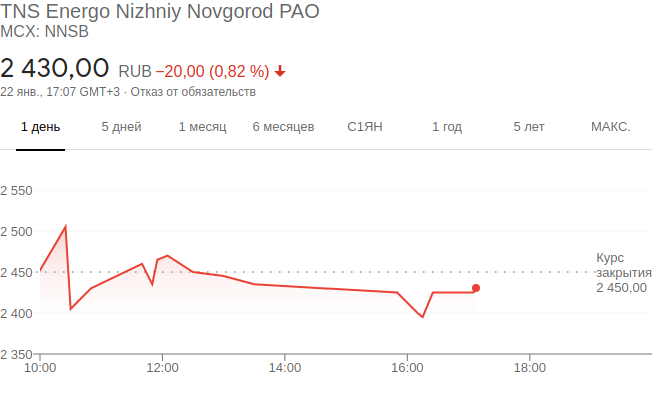 TNS Energo Nizhniy Novgorod PAO
MCX: NNSB
2 430,00 RUB −20,00 (0,82 %)
22 янв., 17:07 GMT+3 · Отказ от обязательств
1 день 5 дней 1 месяц 6 месяцев С1ЯН 1 год 5 лет МАКС.
2 550
2 500
2 450
2 400
2 350
Курс
закрытия
2 450,00
10:00 12:00 14:00 16:00 18:00